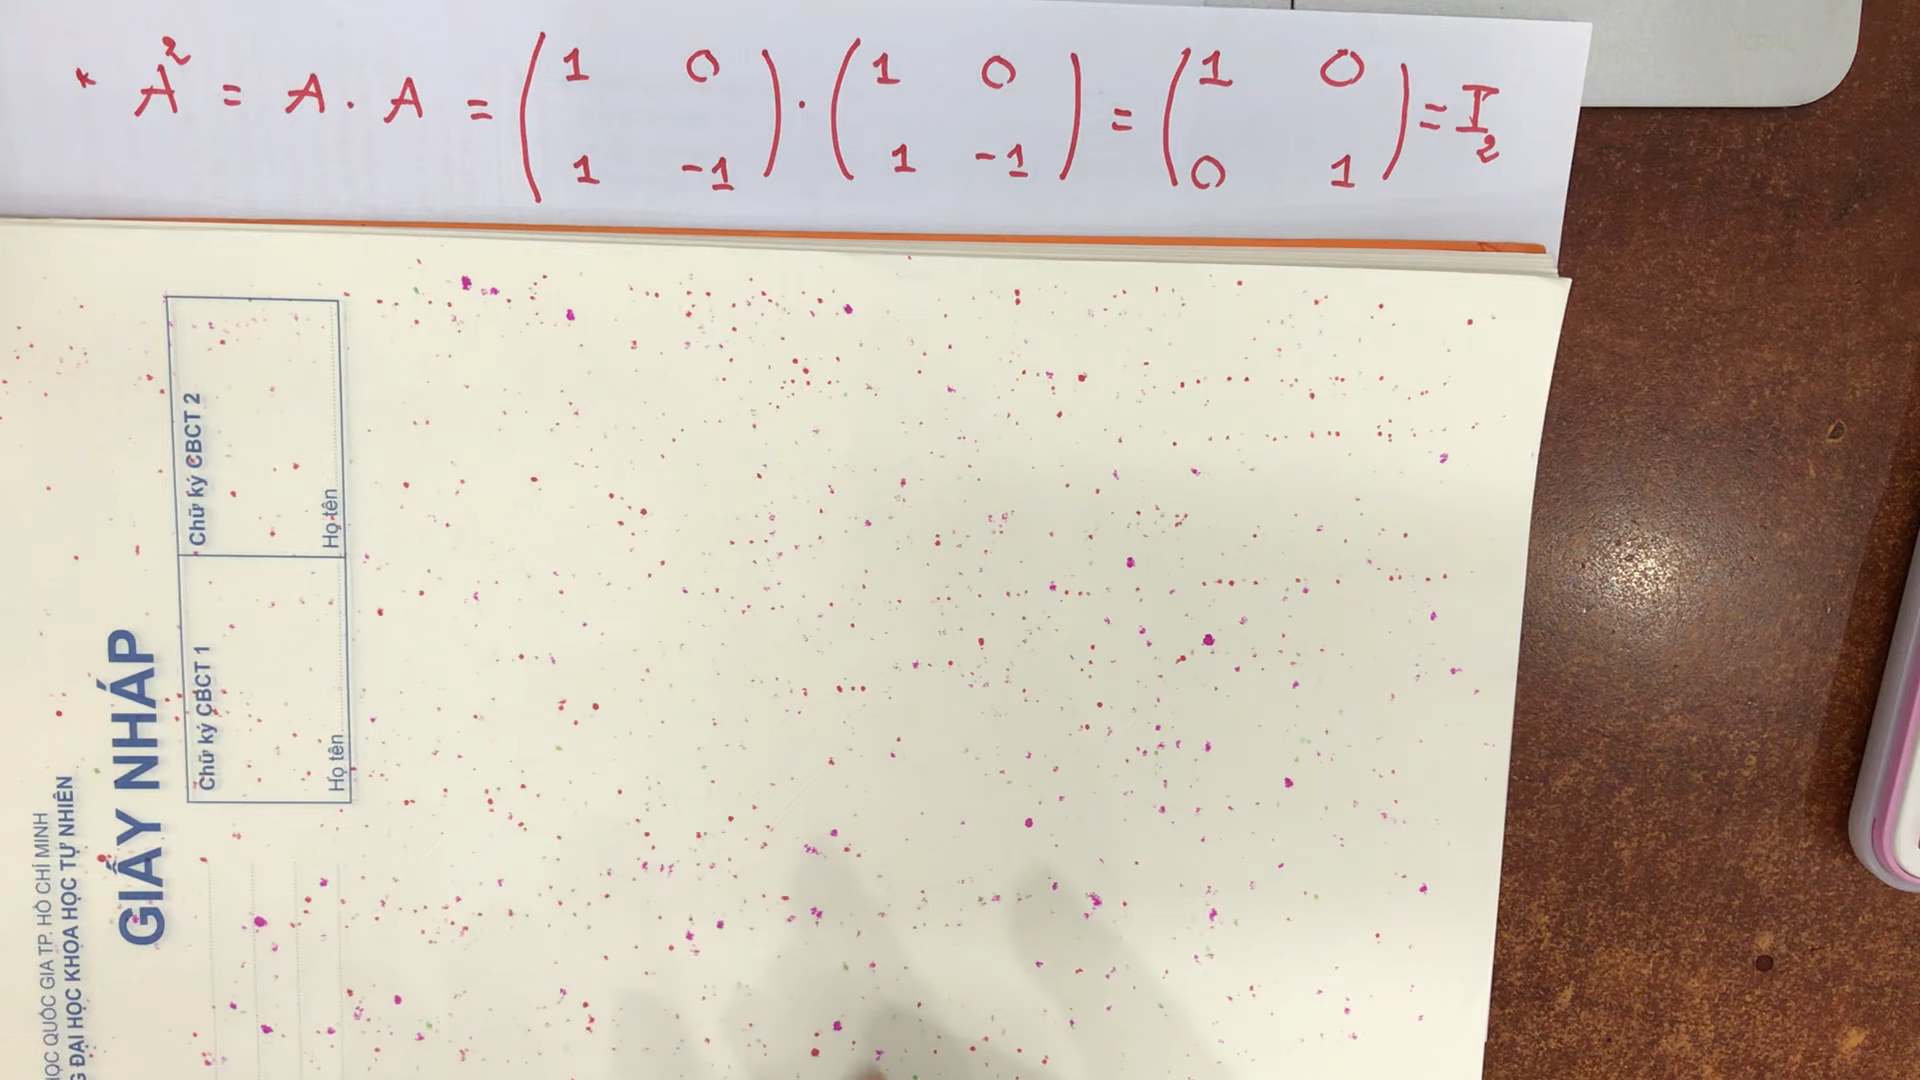 * A² = A . A = ( 1 0 ) . ( 1 0 ) = ( 1 0 ) = I₂
( 1 -1 ) ( 1 -1 ) ( 0 1 )
Chữ ký CBCT 2
Họ tên
Chữ ký CBCT 1
Họ tên
GIẤY NHÁP
HỌC QUỐC GIA TP. HỒ CHÍ MINH
ĐẠI HỌC KHOA HỌC TỰ NHIÊN